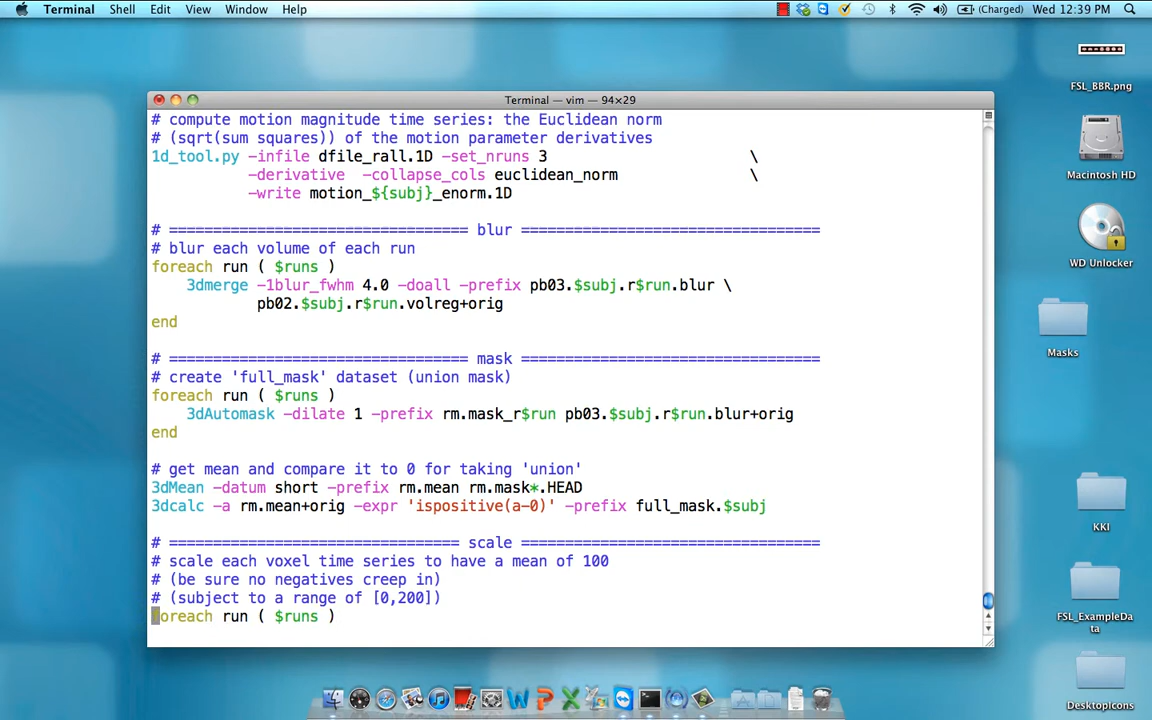 Terminal Shell Edit View Window Help (Charged) Wed 12:39 PM
Terminal — vim — 94×29
# compute motion magnitude time series: the Euclidean norm
# (sqrt(sum squares)) of the motion parameter derivatives
1d_tool.py -infile dfile_rall.1D -set_nruns 3 \
-derivative -collapse_cols euclidean_norm \
-write motion_${subj}_enorm.1D
# ================================== blur ==================================
# blur each volume of each run
foreach run ( $runs )
3dmerge -1blur_fwhm 4.0 -doall -prefix pb03.$subj.r$run.blur \
pb02.$subj.r$run.volreg+orig
end
# ================================== mask ==================================
# create 'full_mask' dataset (union mask)
foreach run ( $runs )
3dAutomask -dilate 1 -prefix rm.mask_r$run pb03.$subj.r$run.blur+orig
end
# get mean and compare it to 0 for taking 'union'
3dMean -datum short -prefix rm.mean rm.mask*.HEAD
3dcalc -a rm.mean+orig -expr 'ispositive(a-0)' -prefix full_mask.$subj
# ================================= scale ==================================
# scale each voxel time series to have a mean of 100
# (be sure no negatives creep in)
# (subject to a range of [0,200])
foreach run ( $runs )
FSL_BBR.png
Macintosh HD
WD Unlocker
Masks
KKI
FSL_ExampleDa
ta
DesktopIcons